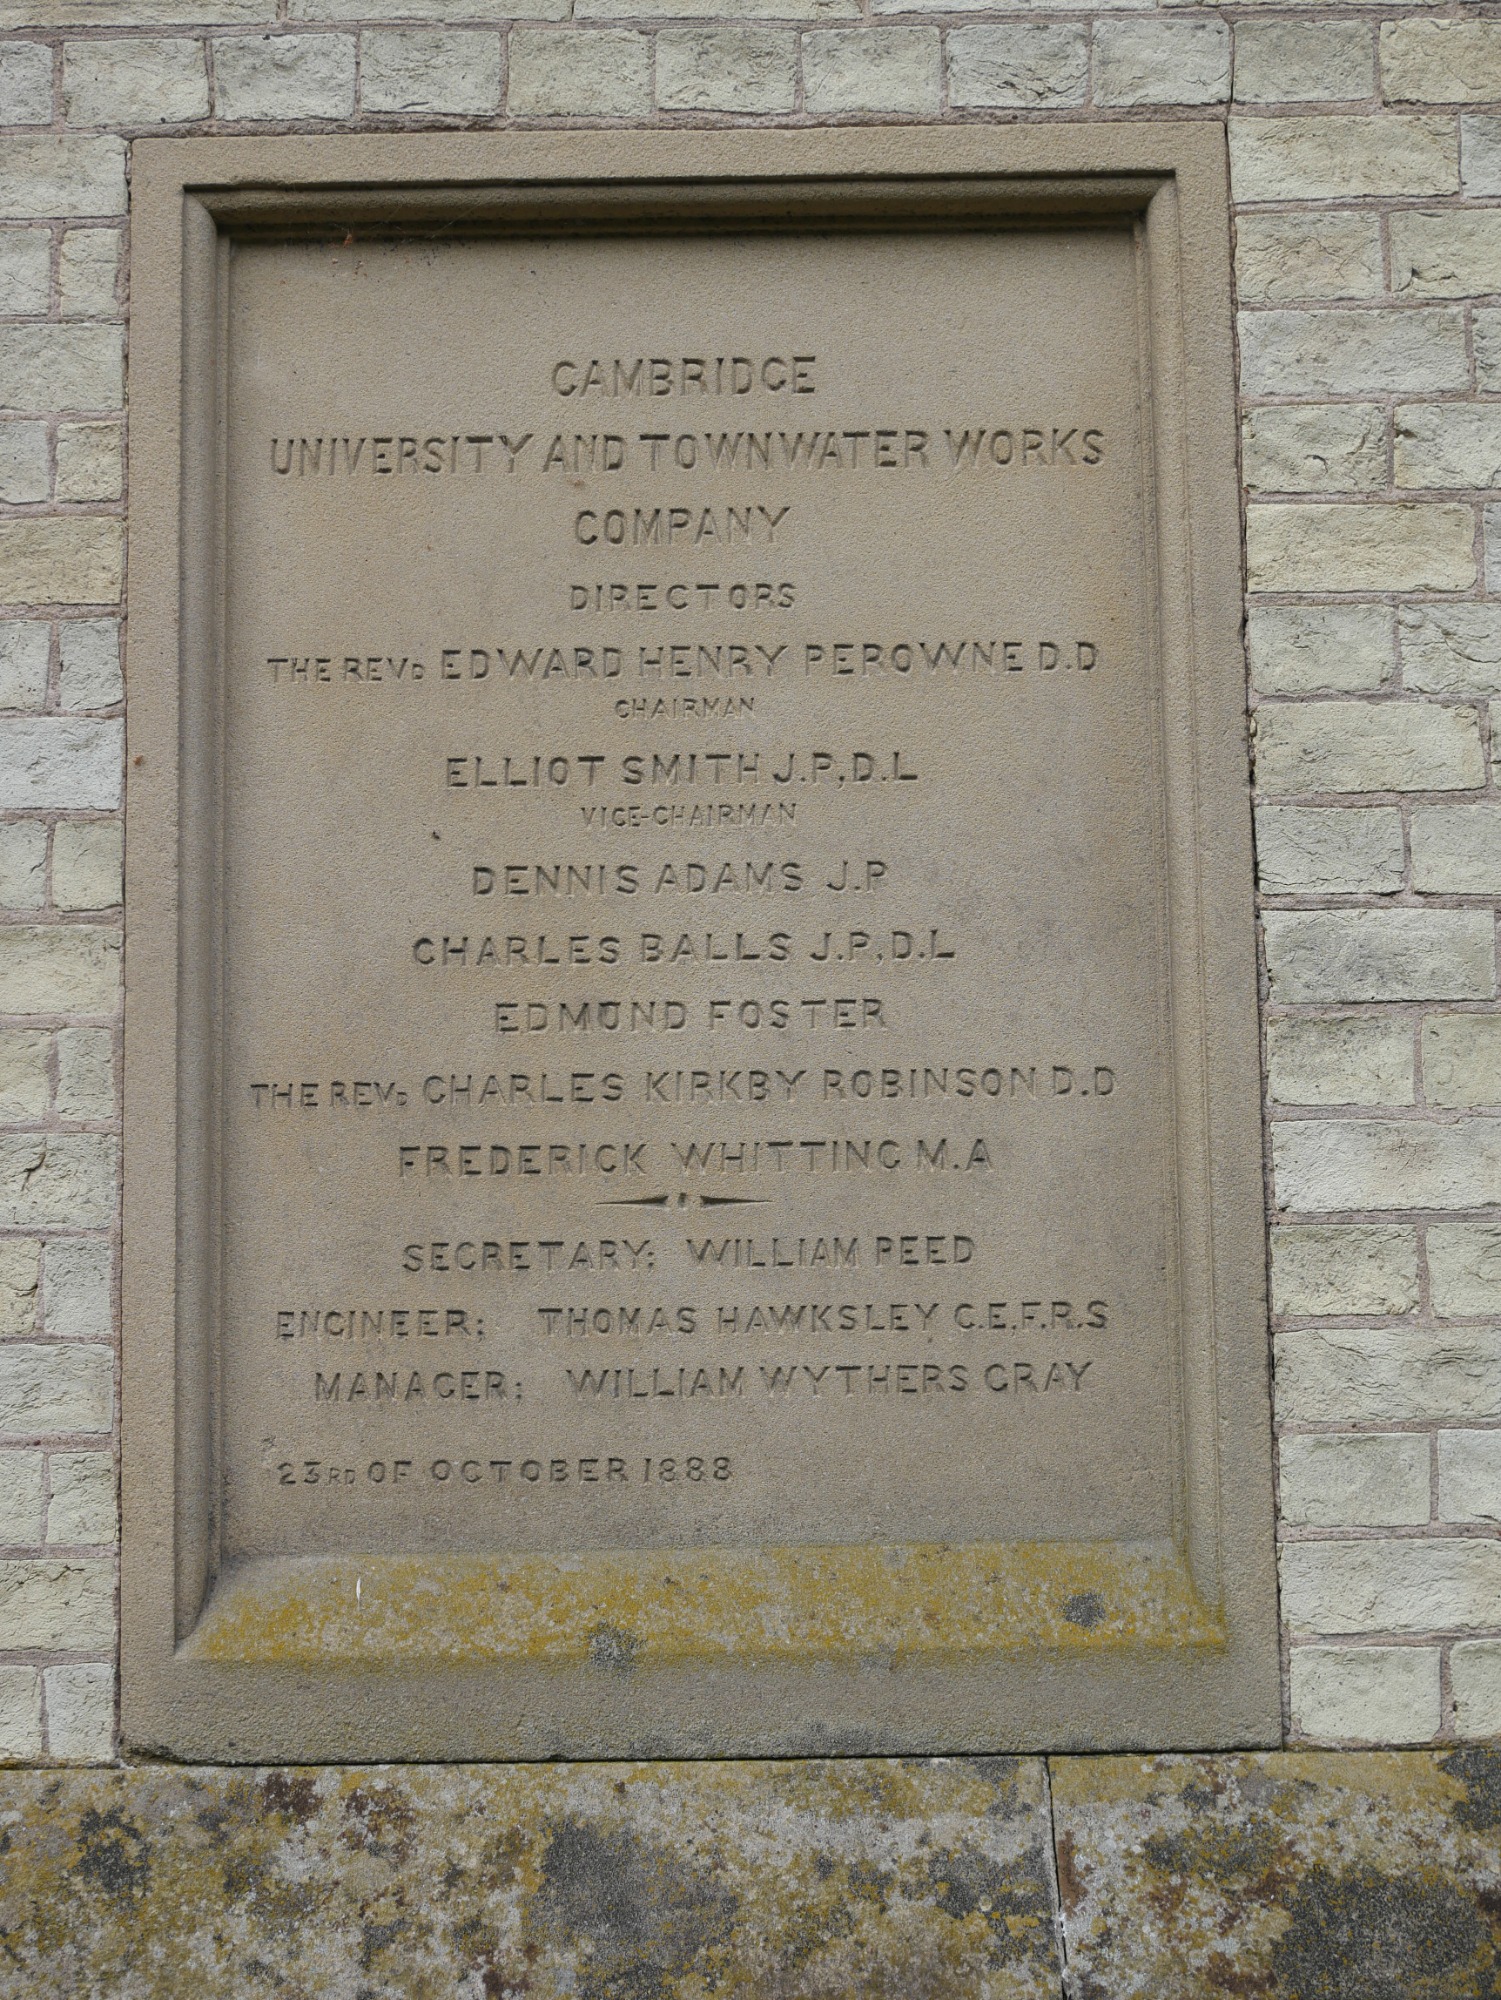 CAMBRIDGE
UNIVERSITY AND TOWN WATER WORKS
COMPANY
DIRECTORS
THE REVD EDWARD HENRY PEROWNE D.D
CHAIRMAN
ELLIOT SMITH J.P, D.L
VICE-CHAIRMAN
DENNIS ADAMS J.P
CHARLES BALLS J.P, D.L
EDMUND FOSTER
THE REVD CHARLES KIRKBY ROBINSON D.D
FREDERICK WHITTING M.A
SECRETARY: WILLIAM PEED
ENGINEER: THOMAS HAWKSLEY C.E.F.R.S
MANAGER: WILLIAM WYTHERS GRAY
23RD OF OCTOBER 1888